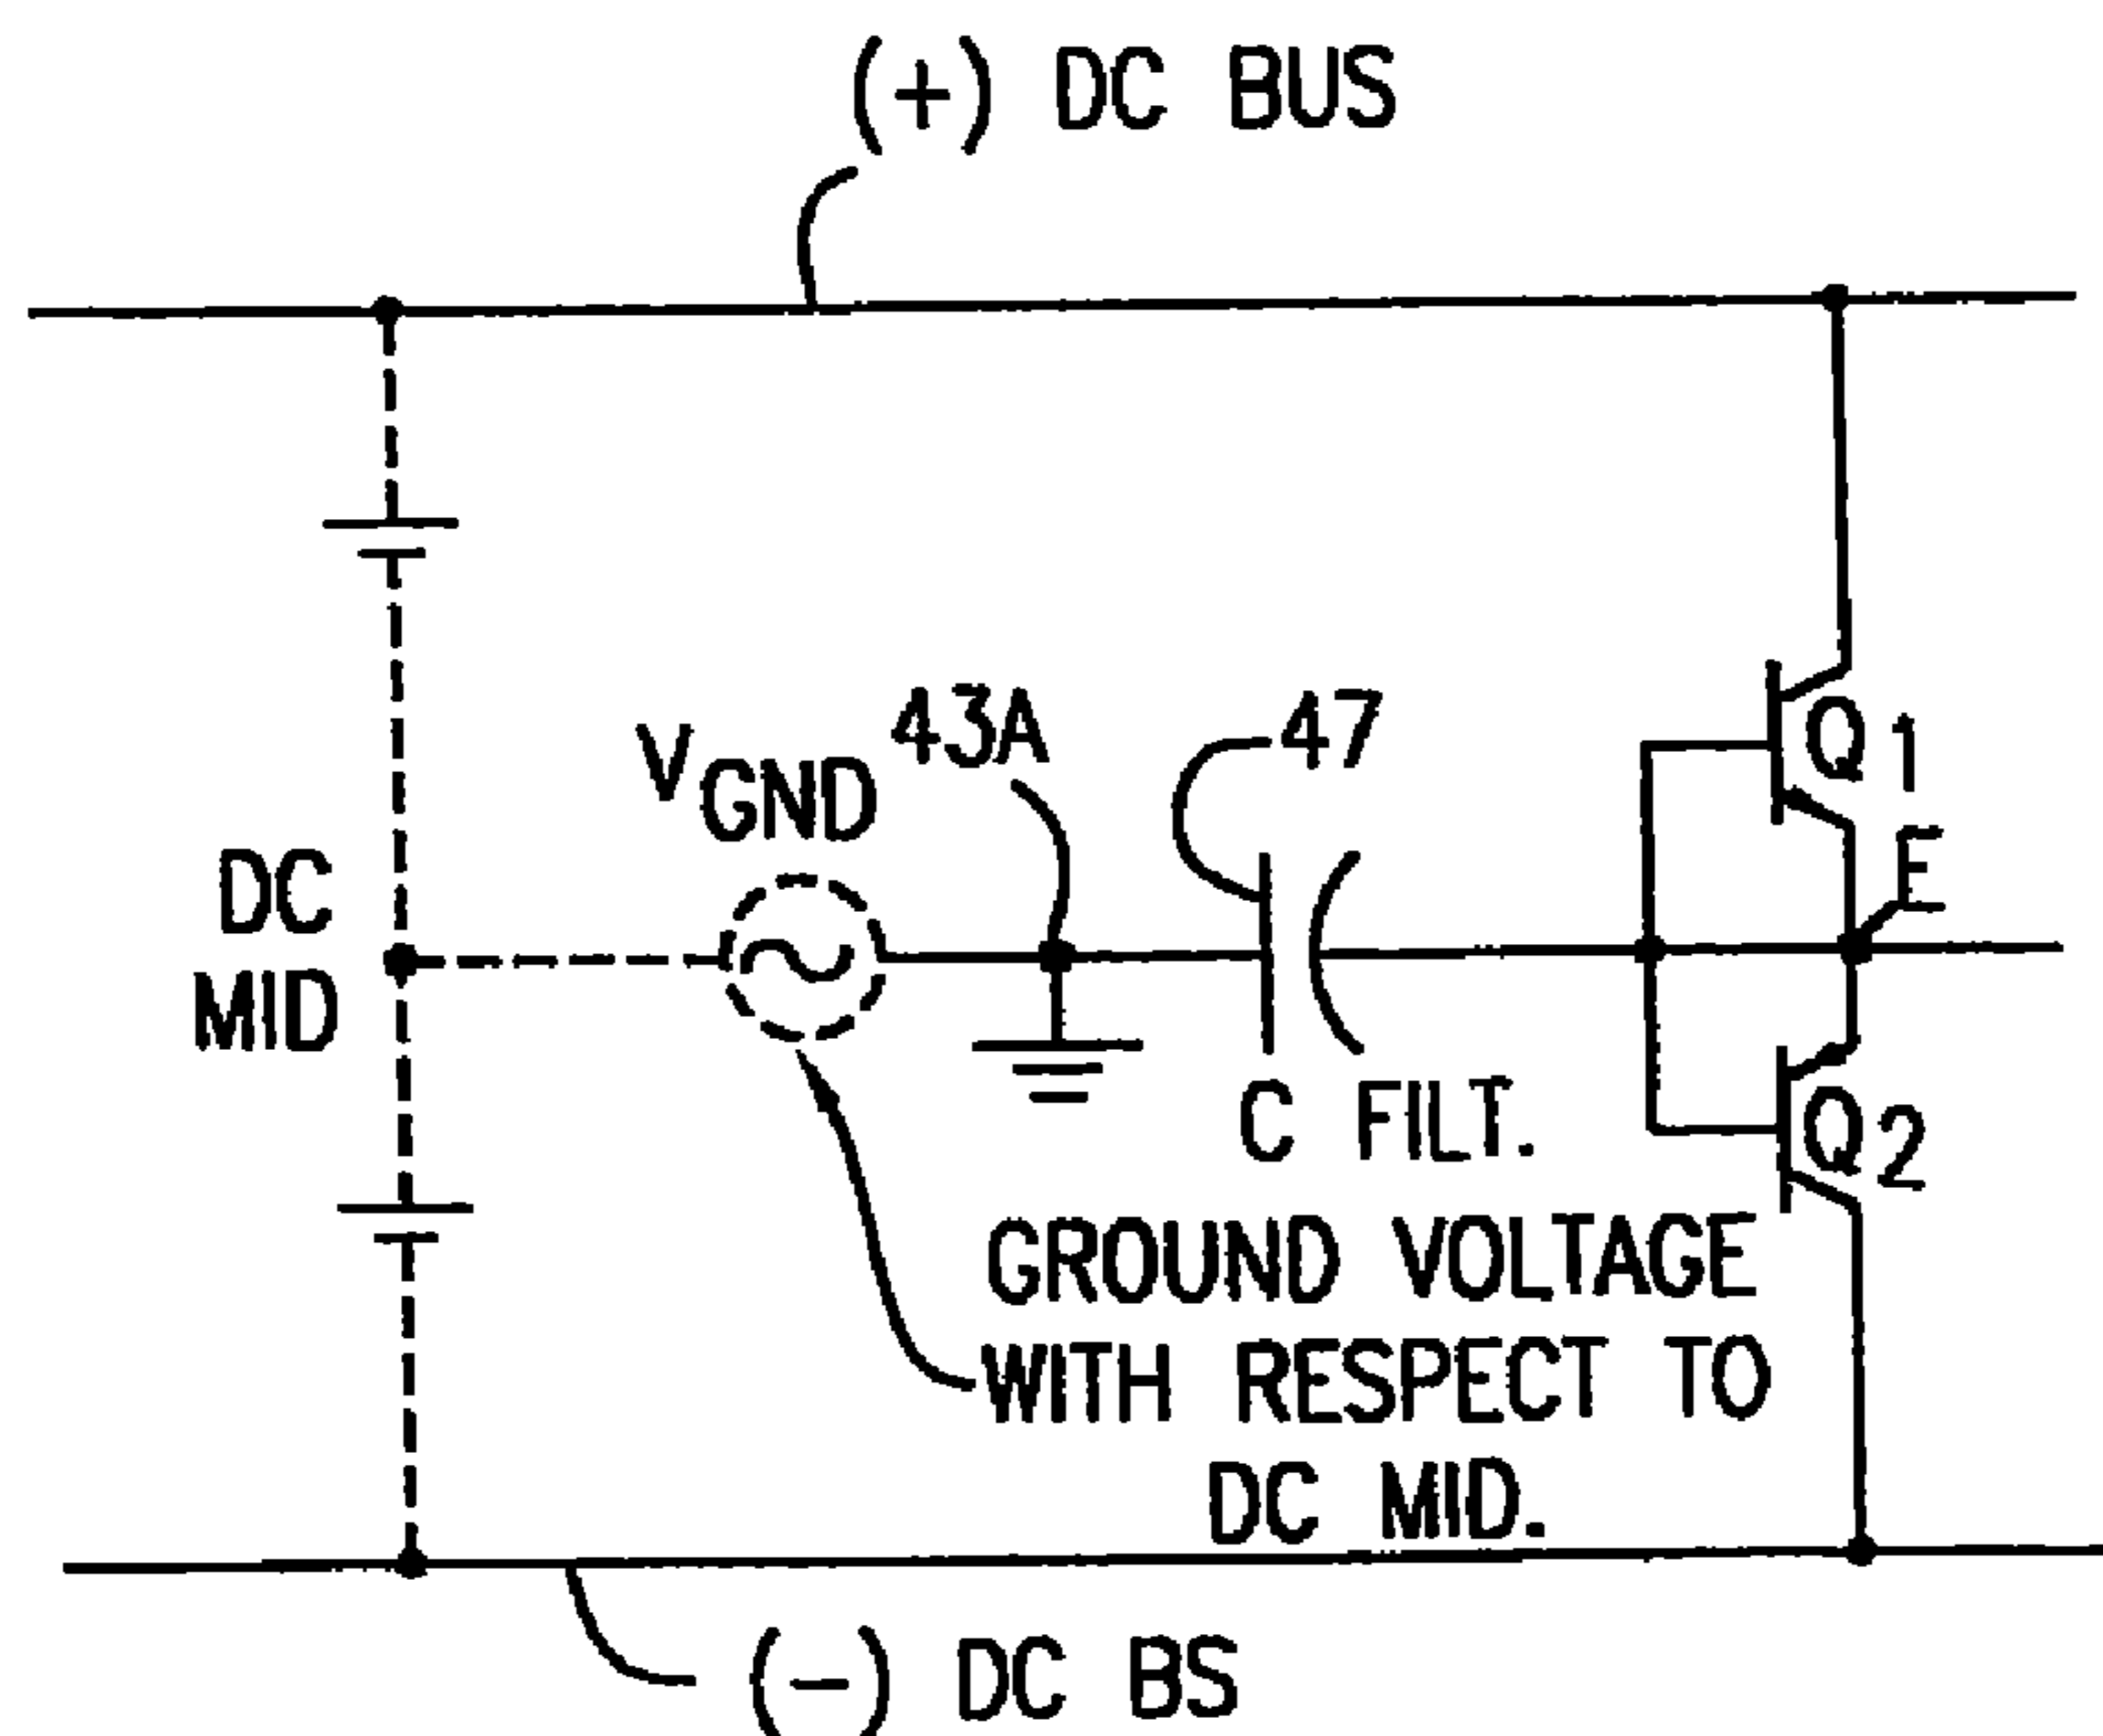 (+) DC BUS
V GND
43A
47
Q1
E
DC
MID
C FILT.
Q2
GROUND VOLTAGE
WITH RESPECT TO
DC MID.
(-) DC BS